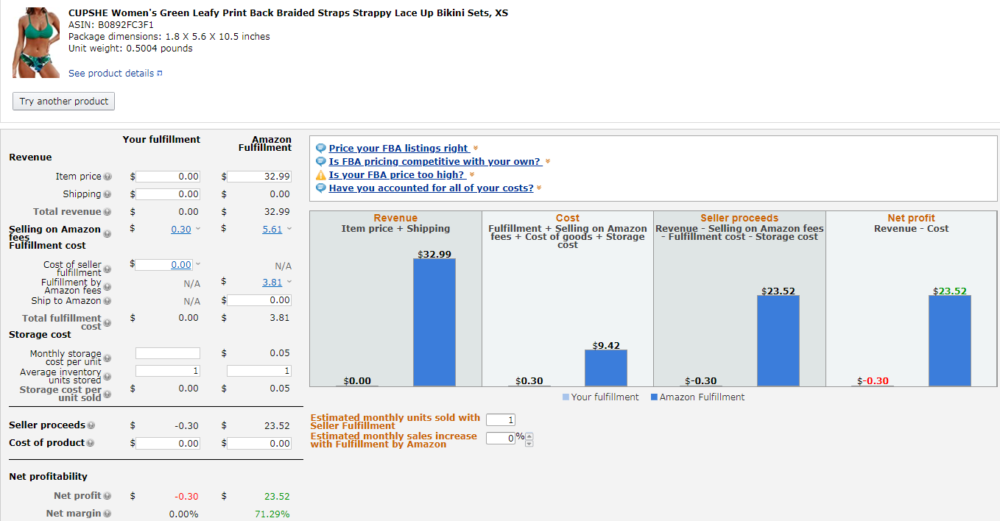 CUPSHE Women's Green Leafy Print Back Braided Straps Strappy Lace Up Bikini Sets, XS
ASIN: B0892FC3F1
Package dimensions: 1.8 X 5.6 X 10.5 inches
Unit weight: 0.5004 pounds
See product details
Try another product
Your fulfillment
Amazon
Fulfillment
Revenue
Item price $ 0.00 $ 32.99
Shipping $ 0.00 $ 0.00
Total revenue $ 0.00 $ 32.99
Selling on Amazon
fees $ 0.30 $ 5.61
Fulfillment cost
Cost of seller
fulfillment $ 0.00 N/A
Fulfillment by
Amazon fees N/A $ 3.81
Ship to Amazon N/A $ 0.00
Total fulfillment
cost $ 0.00 $ 3.81
Storage cost
Monthly storage
cost per unit $ 0.05
Average inventory
units stored 1 1
Storage cost per
unit sold $ 0.00 $ 0.05
Seller proceeds $ -0.30 $ 23.52
Cost of product $ 0.00 $ 0.00
Net profitability
Net profit $ -0.30 $ 23.52
Net margin 0.00% 71.29%
Price your FBA listings right
Is FBA pricing competitive with your own?
Is your FBA price too high?
Have you accounted for all of your costs?
Revenue
Item price + Shipping
$0.00
$32.99
Cost
Fulfillment + Selling on Amazon
fees + Cost of goods + Storage
cost
$0.30
$9.42
Seller proceeds
Revenue - Selling on Amazon fees
- Fulfillment cost - Storage cost
$-0.30
$23.52
Net profit
Revenue - Cost
$-0.30
$23.52
Your fulfillment
Amazon Fulfillment
Estimated monthly units sold with
Seller Fulfillment 1
Estimated monthly sales increase
with Fulfillment by Amazon 0 %